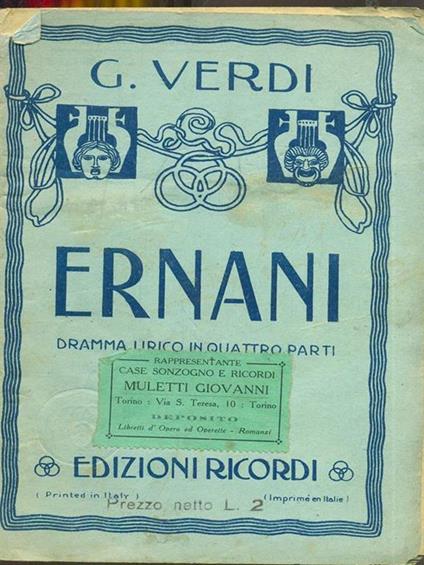 G. VERDI
ERNANI
DRAMMA LIRICO IN QUATTRO PARTI
RAPPRESENTANTE
CASE SONZOGNO E RICORDI
MULETTI GIOVANNI
Torino : Via S. Teresa, 10 : Torino
DEPOSITO
Libretti d' Opera ed Operette - Romanzi
EDIZIONI RICORDI
( Printed in Italy ) (Imprimé en Italie)
Prezzo netto L. 2